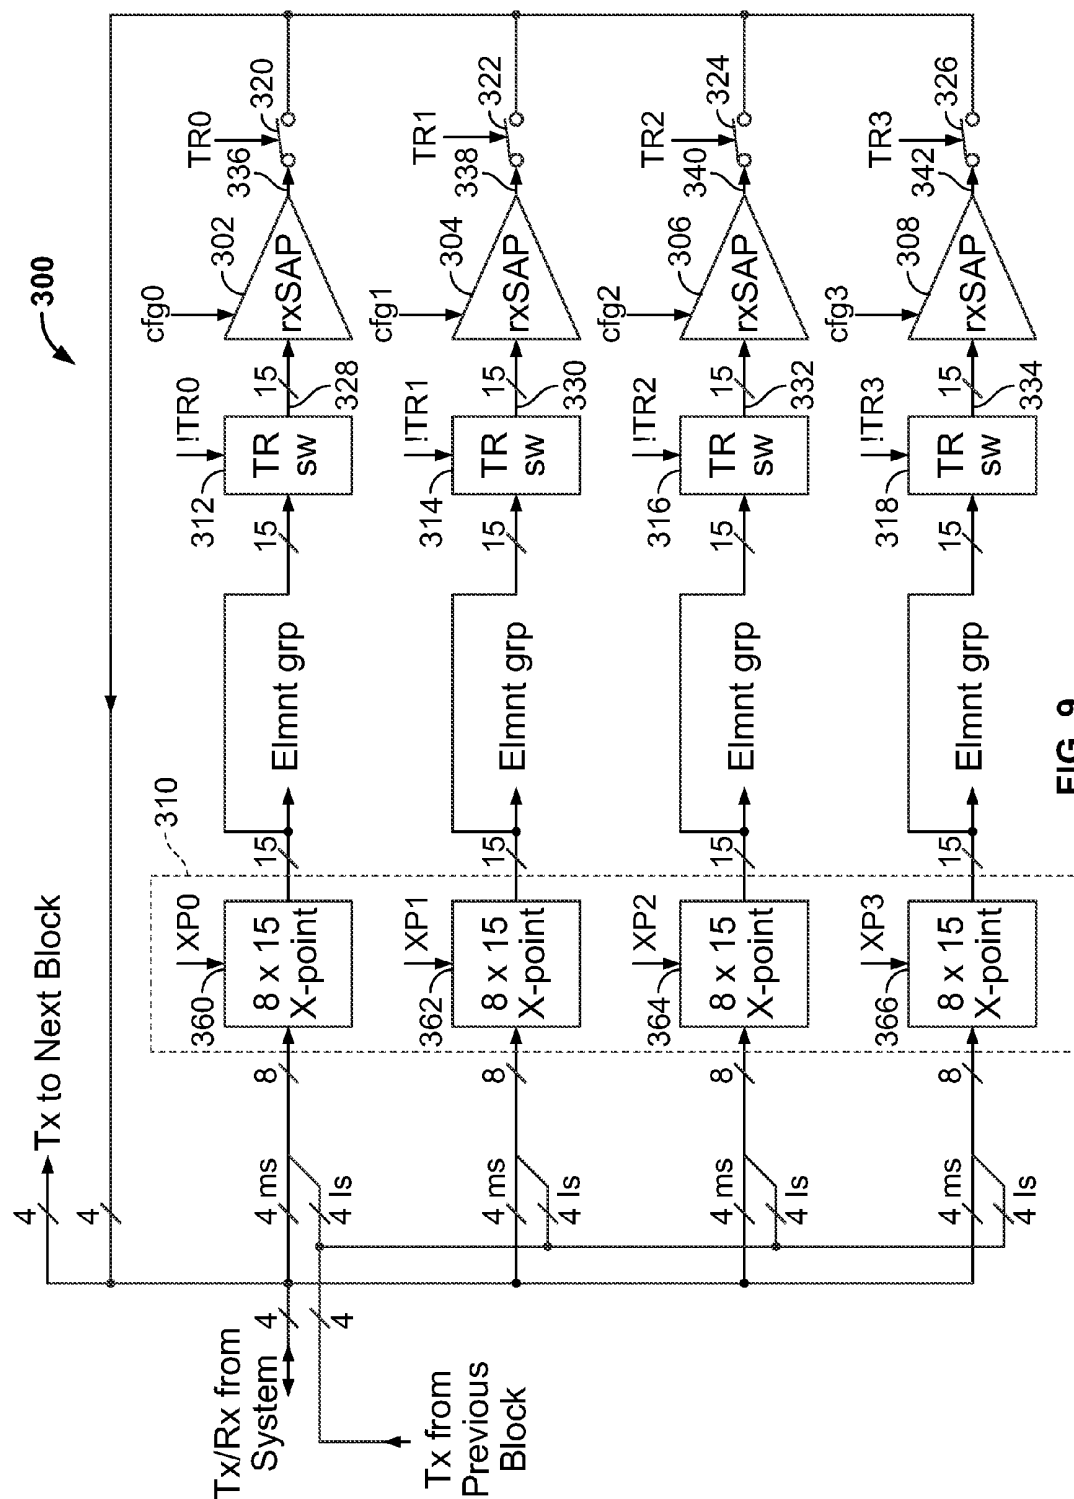 300
Tx to Next Block
4
4
Tx/Rx from
System
4
4
Tx from
Previous
Block
310
4 ms
4 ls
8
XP0
360
8 x 15
X-point
15
Elmnt grp
15
!TR0
312
TR
sw
15
328
cfg0
302
rxSAP
336
TR0
320
4 ms
4 ls
8
XP1
362
8 x 15
X-point
15
Elmnt grp
15
!TR1
314
TR
sw
15
330
cfg1
304
rxSAP
338
TR1
322
4 ms
4 ls
8
XP2
364
8 x 15
X-point
15
Elmnt grp
15
!TR2
316
TR
sw
15
332
cfg2
306
rxSAP
340
TR2
324
4 ms
4 ls
8
XP3
366
8 x 15
X-point
15
Elmnt grp
15
!TR3
318
TR
sw
15
334
cfg3
308
rxSAP
342
TR3
326
FIG. 9